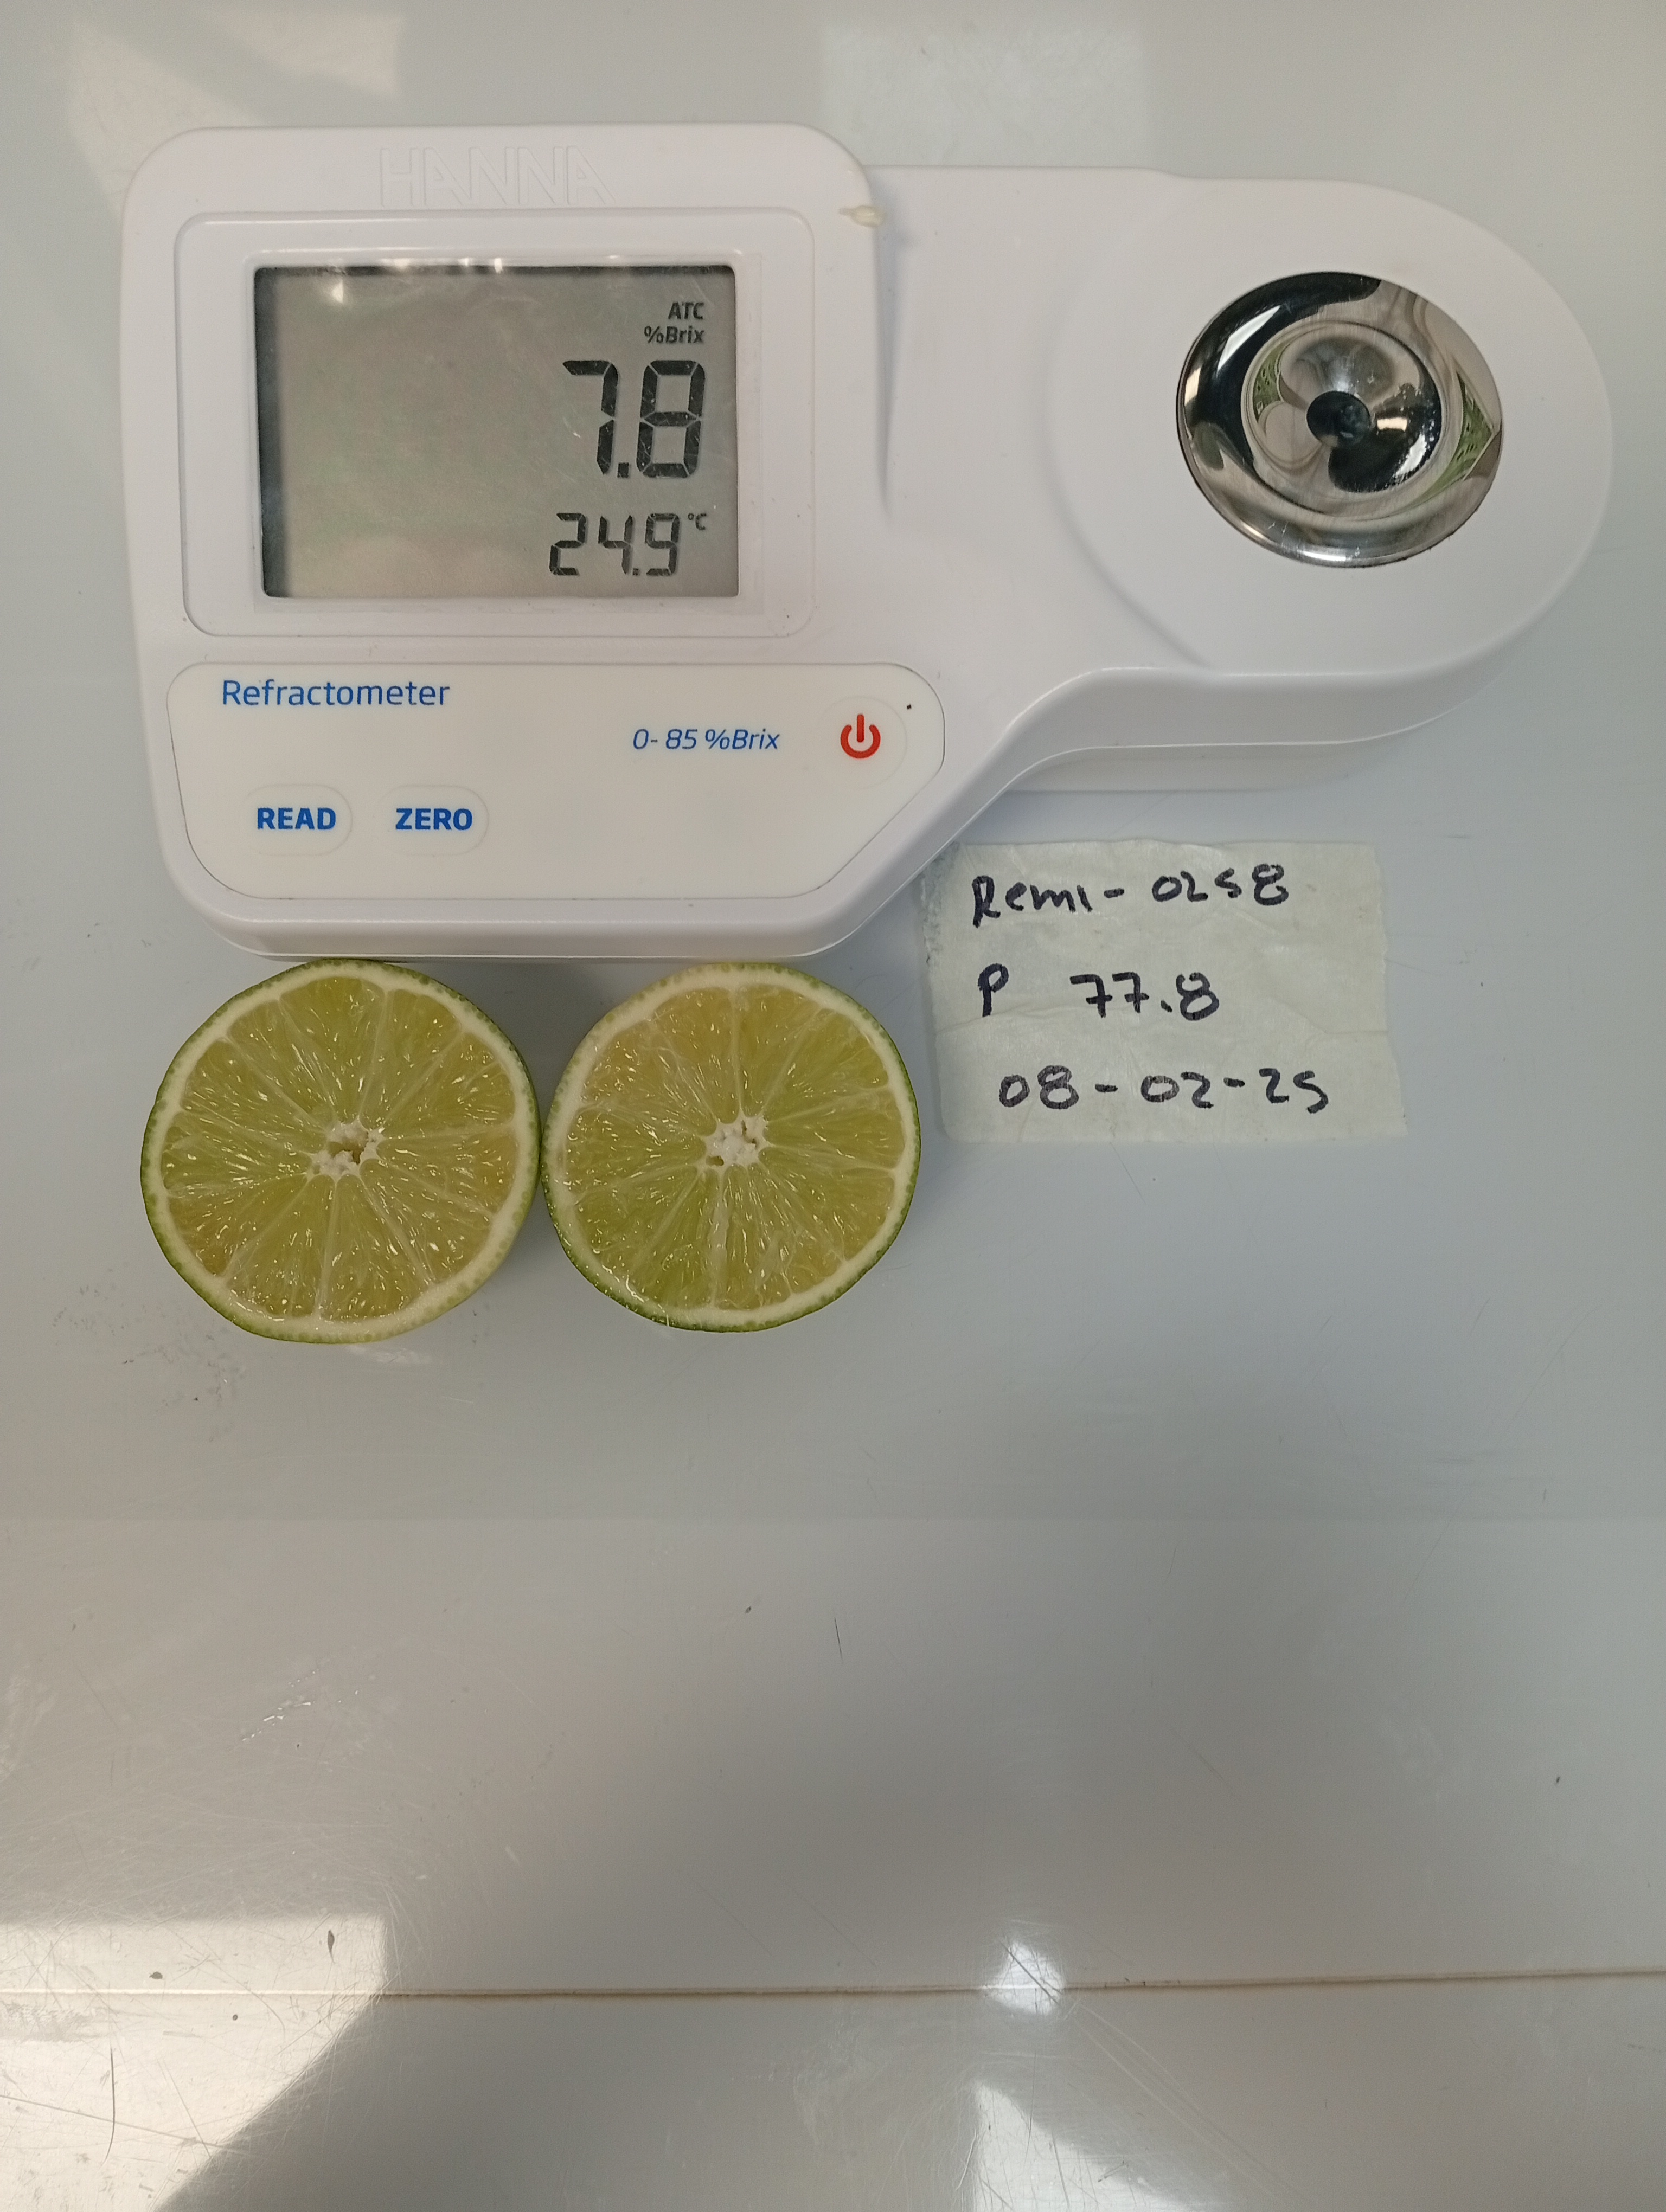 HANNA
ATC
%Brix
7.8
24.9 °C
Refractometer
0-85 %Brix
READ ZERO
Remi-0258
P 77.8
08-02-25